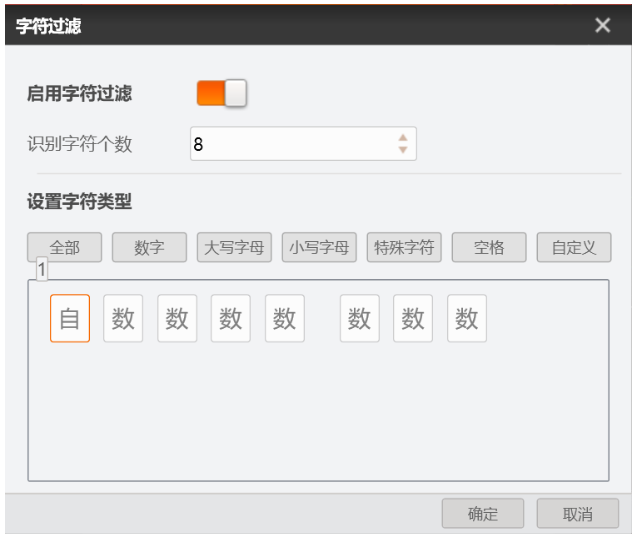 字符过滤
启用字符过滤
识别字符个数 8
设置字符类型
全部 数字 大写字母 小写字母 特殊字符 空格 自定义
1
自 数 数 数 数 数 数 数
确定 取消